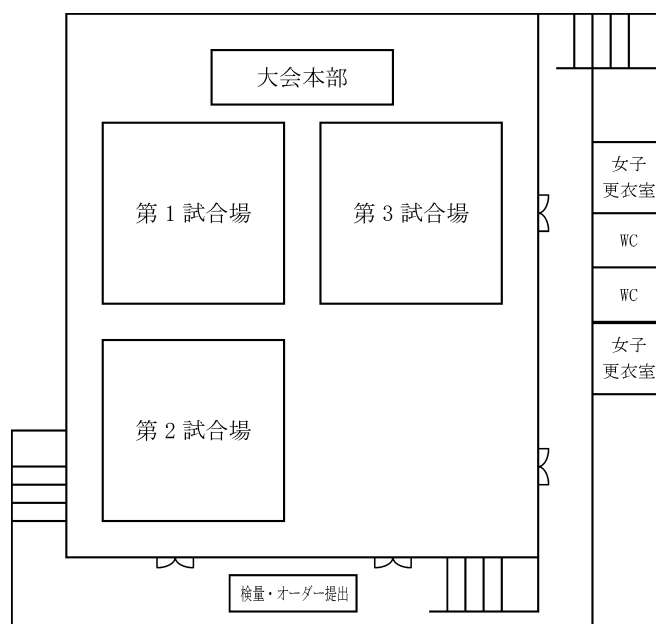 大会本部
第1試合場
第3試合場
女子
更衣室
WC
WC
女子
更衣室
第2試合場
検量・オーダー提出